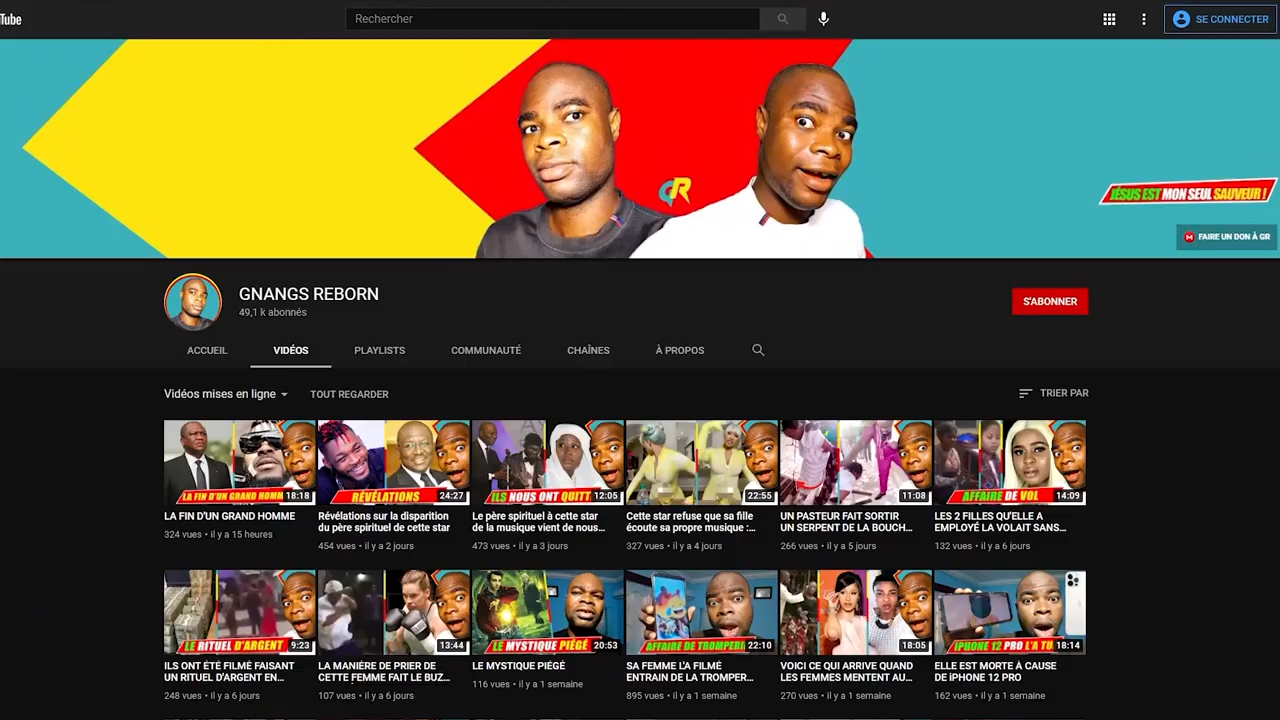 Tube
Rechercher
SE CONNECTER
GR
JÉSUS EST MON SEUL SAUVEUR !
FAIRE UN DON À GR
GNANGS REBORN
49,1 k abonnés
S'ABONNER
ACCUEIL
VIDÉOS
PLAYLISTS
COMMUNAUTÉ
CHAÎNES
À PROPOS
Vidéos mises en ligne
TOUT REGARDER
TRIER PAR
LA FIN D'UN GRAND HOMM
18:18
RÉVÉLATIONS
24:27
ILS NOUS ONT QUITT
12:05
22:55
11:08
AFFAIRE DE VOL
14:09
LA FIN D'UN GRAND HOMME
324 vues • il y a 15 heures
Révélations sur la disparition
du père spirituel de cette star
454 vues • il y a 2 jours
Le père spirituel à cette star
de la musique vient de nous...
473 vues • il y a 3 jours
Cette star refuse que sa fille
écoute sa propre musique :...
327 vues • il y a 4 jours
UN PASTEUR FAIT SORTIR
UN SERPENT DE LA BOUCH...
266 vues • il y a 5 jours
LES 2 FILLES QU'ELLE A
EMPLOYÉ LA VOLAIT SANS...
132 vues • il y a 6 jours
LE RITUEL D'ARGENT
9:23
13:44
LE MYSTIQUE PIÉGÉ
20:53
AFFAIRE DE TROMPERI
22:10
18:05
IPHONE 12 PRO L'A TU
18:14
ILS ONT ÉTÉ FILMÉ FAISANT
UN RITUEL D'ARGENT EN...
248 vues • il y a 6 jours
LA MANIÈRE DE PRIER DE
CETTE FEMME FAIT LE BUZ...
107 vues • il y a 6 jours
LE MYSTIQUE PIÉGÉ
116 vues • il y a 1 semaine
SA FEMME L'A FILMÉ
ENTRAIN DE LA TROMPER...
895 vues • il y a 1 semaine
VOICI CE QUI ARRIVE QUAND
LES FEMMES MENTENT AU...
270 vues • il y a 1 semaine
ELLE EST MORTE À CAUSE
DE iPHONE 12 PRO
162 vues • il y a 1 semaine